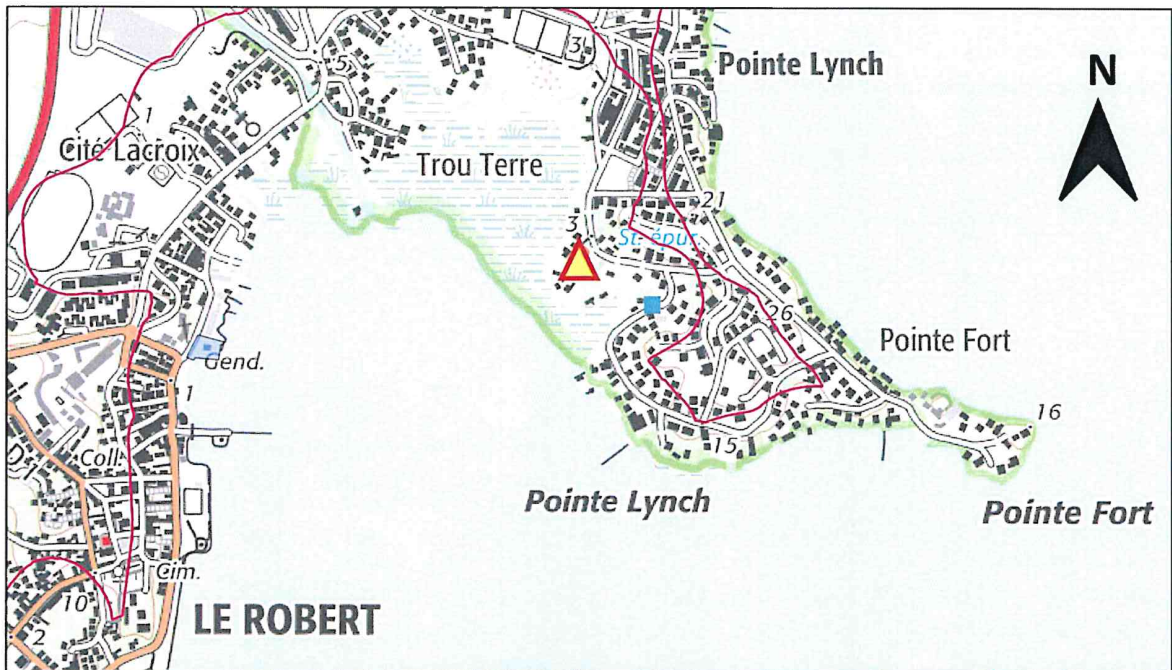 Pointe Lynch
N
5
3
1
Cité Lacroix
Trou Terre
21
3
St. épur.
26
Pointe Fort
Gend.
1
16
15
Coll.
D1
Pointe Lynch
Pointe Fort
Cim.
10
2
LE ROBERT